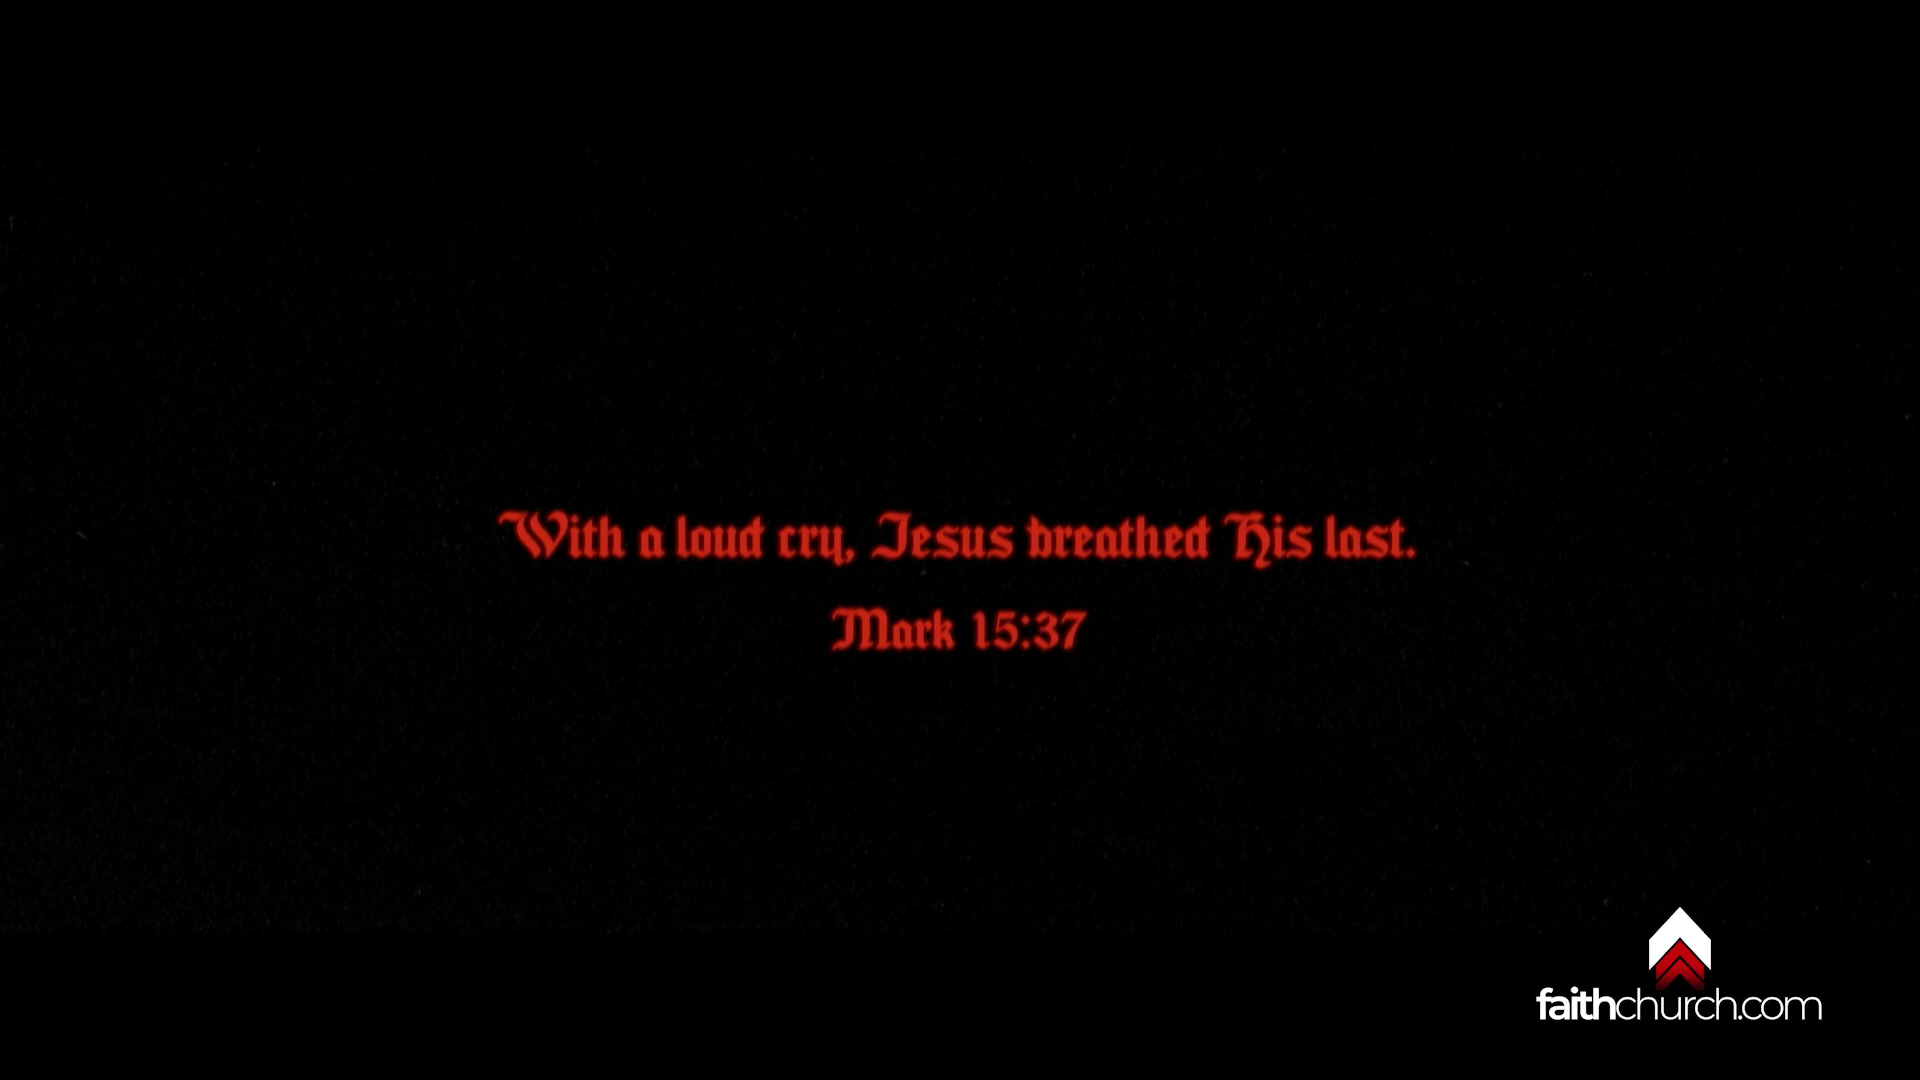 With a loud cry, Jesus breathed His last.
Mark 15:37
faithchurch.com